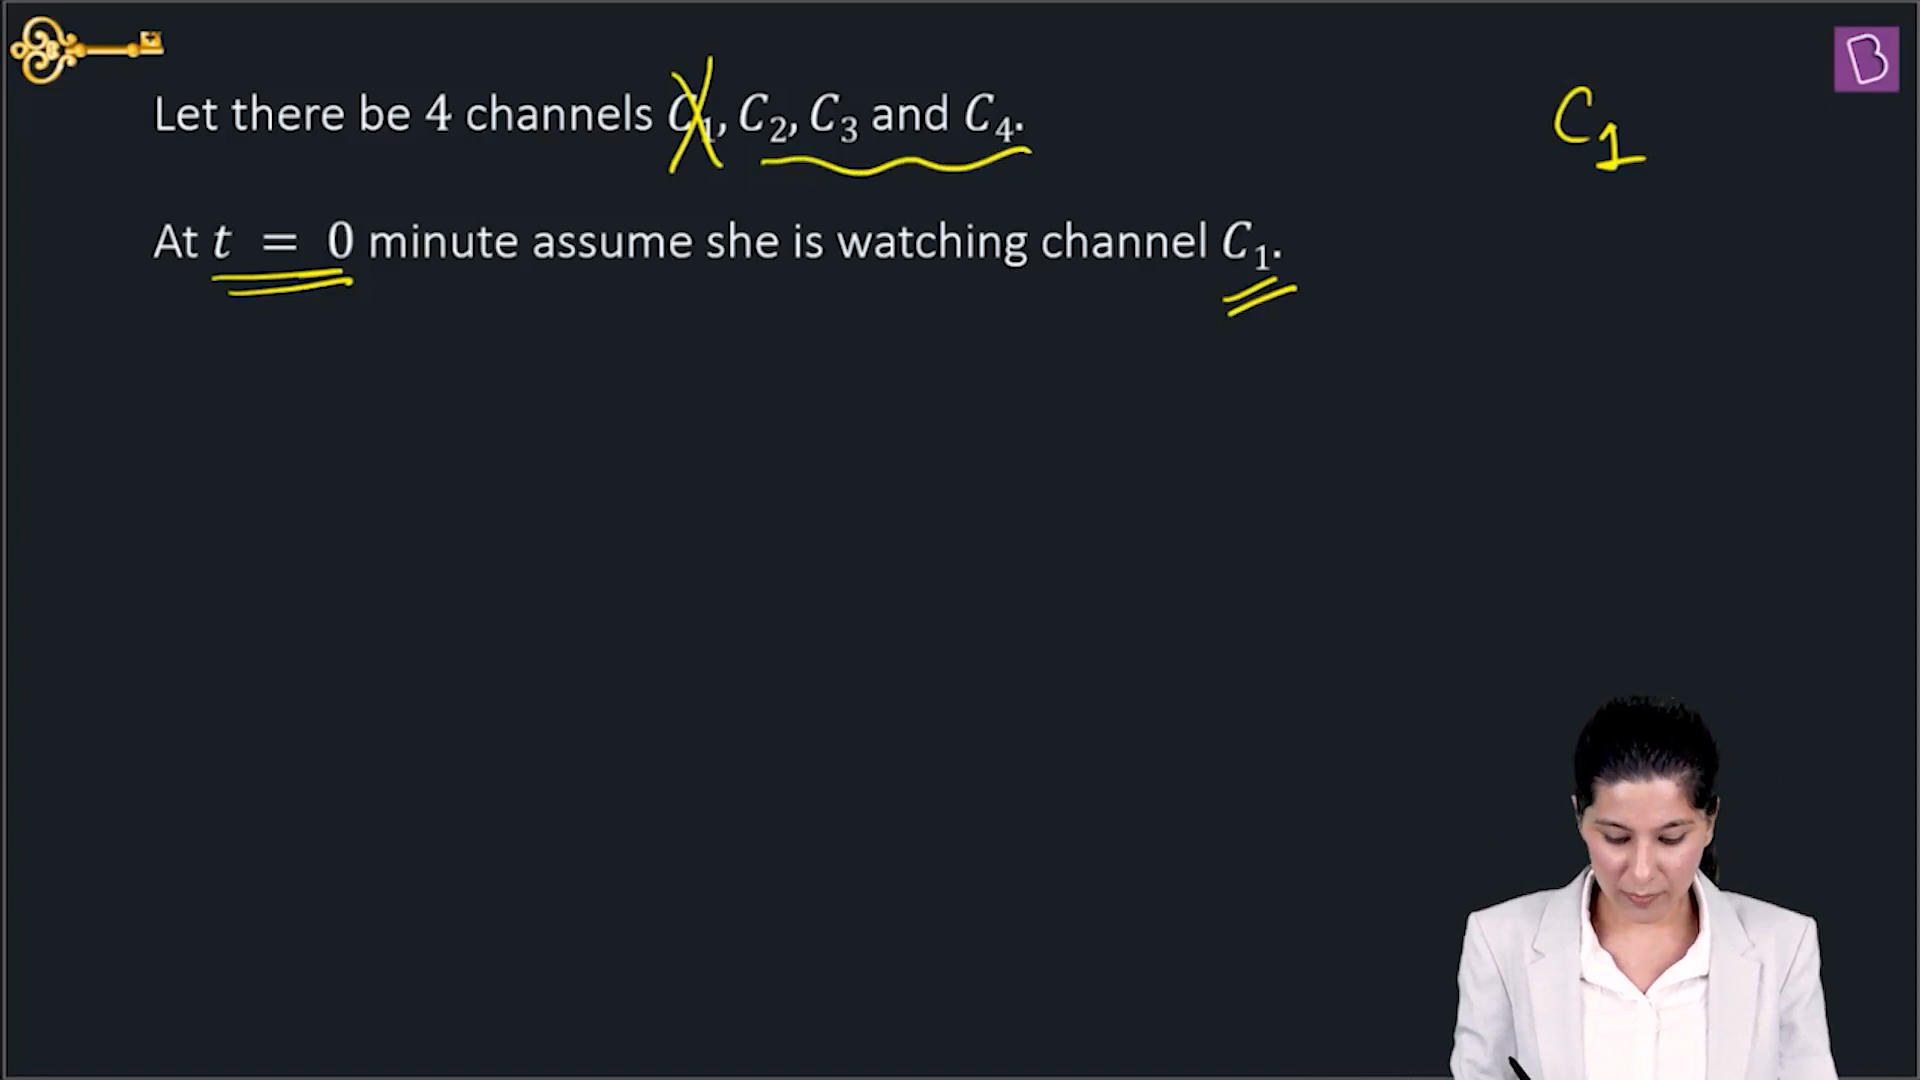 Let there be 4 channels C₁, C₂, C₃ and C₄.
C₁
At t = 0 minute assume she is watching channel C₁.